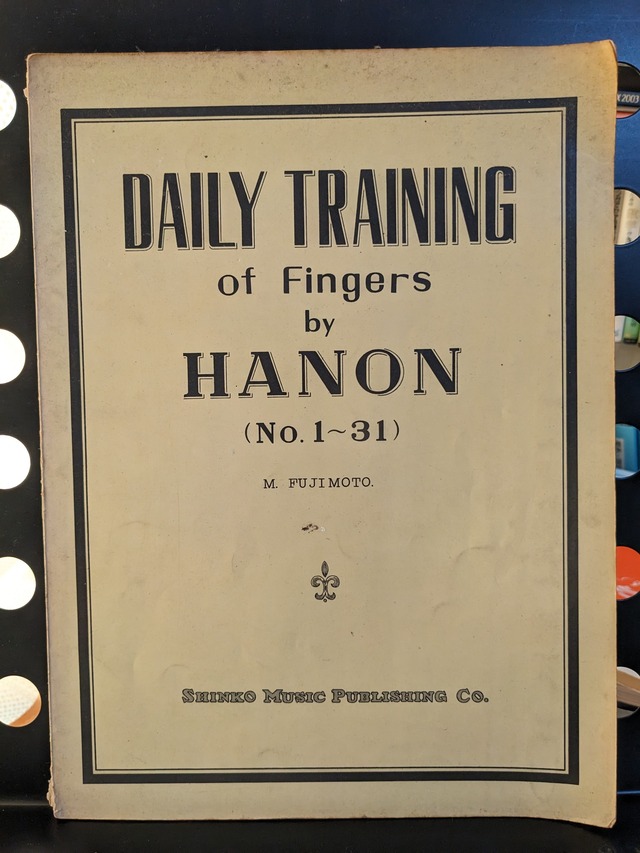 DAILY TRAINING
of Fingers
by
HANON
(No. 1~31)
M. FUJIMOTO.
SHINKO MUSIC PUBLISHING CO.